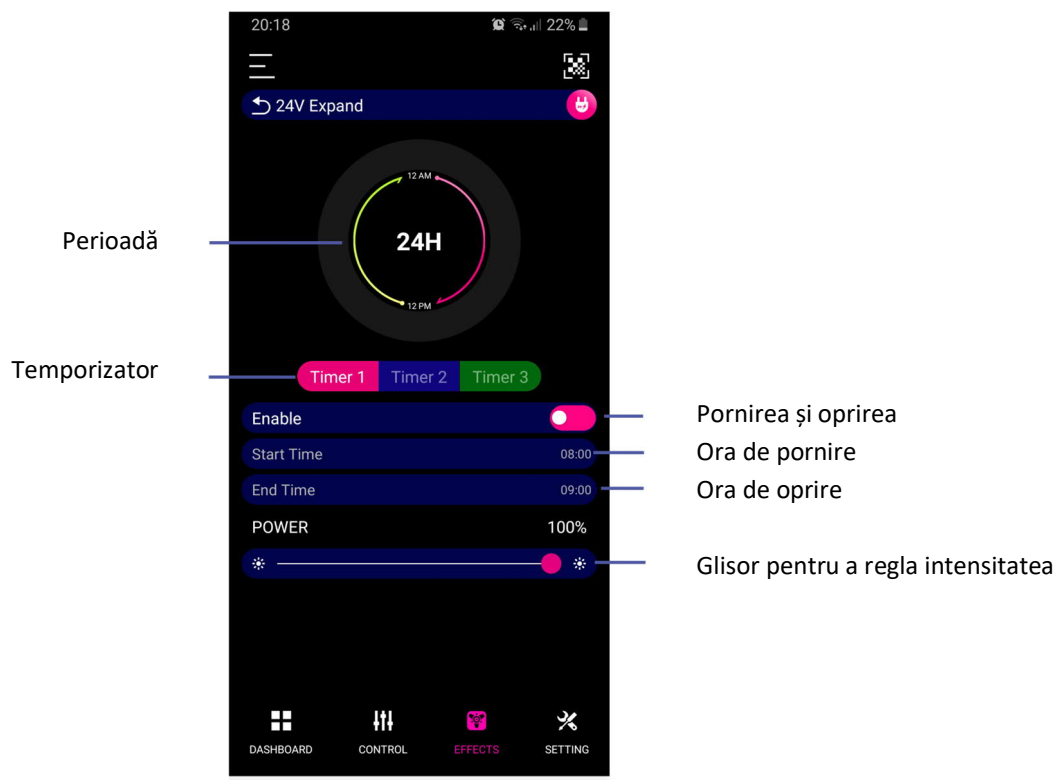 20:18 22%
24V Expand
12 AM
Perioadă
24H
12 PM
Temporizator
Timer 1 Timer 2 Timer 3
Enable
Pornirea și oprirea
Start Time 08:00
Ora de pornire
End Time 09:00
Ora de oprire
POWER 100%
Glisor pentru a regla intensitatea
DASHBOARD CONTROL EFFECTS SETTING